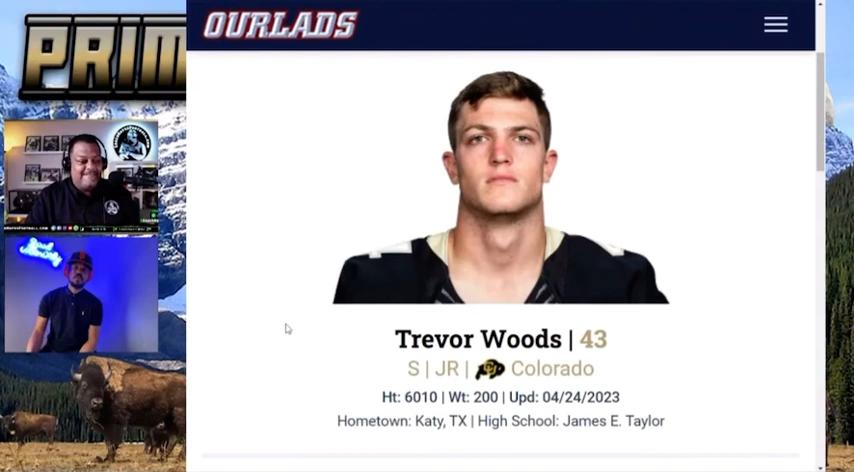 PRIM
OURLADS
Trevor Woods | 43
S | JR | Colorado
Ht: 6010 | Wt: 200 | Upd: 04/24/2023
Hometown: Katy, TX | High School: James E. Taylor